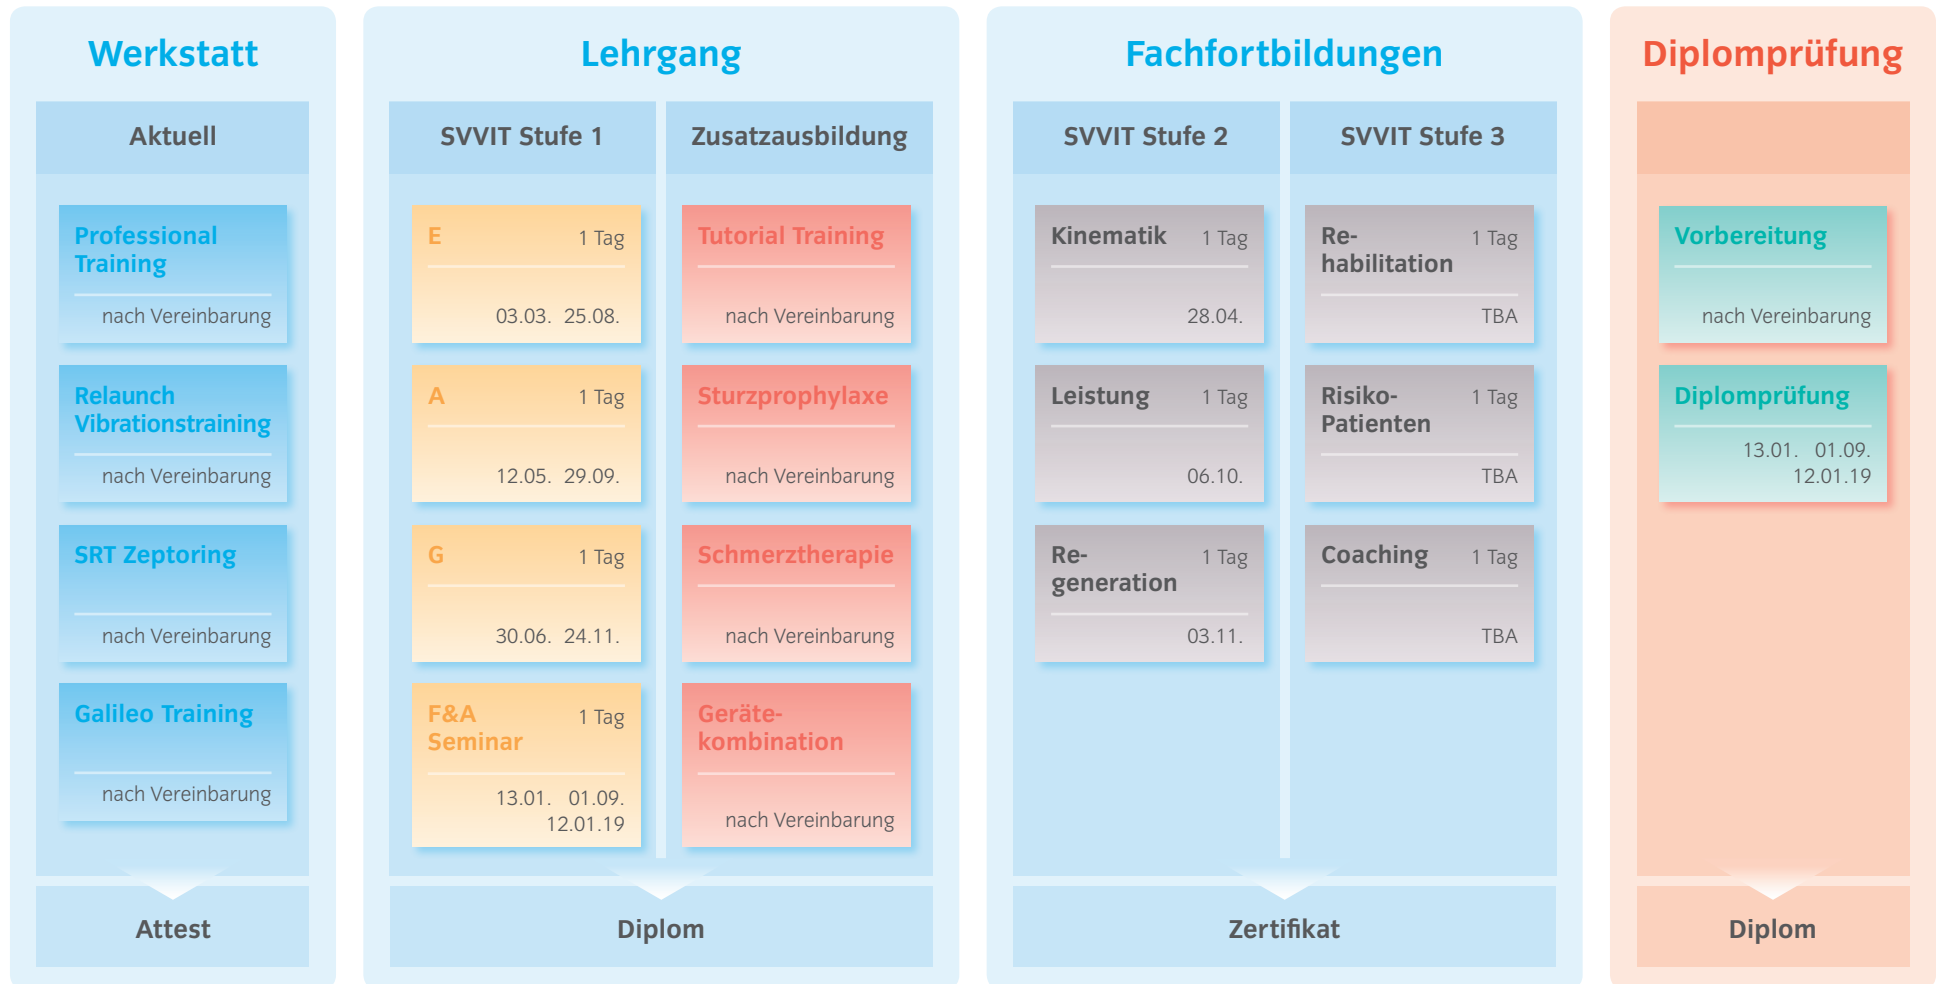 Werkstatt
Aktuell
Professional
Training
nach Vereinbarung
Relaunch
Vibrationstraining
nach Vereinbarung
SRT Zeptoring
nach Vereinbarung
Galileo Training
nach Vereinbarung
Attest
Lehrgang
SVVIT Stufe 1
E 1 Tag
03.03. 25.08.
A 1 Tag
12.05. 29.09.
G 1 Tag
30.06. 24.11.
F&A 1 Tag
Seminar
13.01. 01.09.
12.01.19
Zusatzausbildung
Tutorial Training
nach Vereinbarung
Sturzprophylaxe
nach Vereinbarung
Schmerztherapie
nach Vereinbarung
Geräte-
kombination
nach Vereinbarung
Diplom
Fachfortbildungen
SVVIT Stufe 2
Kinematik 1 Tag
28.04.
Leistung 1 Tag
06.10.
Re- 1 Tag
generation
03.11.
SVVIT Stufe 3
Re- 1 Tag
habilitation
TBA
Risiko- 1 Tag
Patienten
TBA
Coaching 1 Tag
TBA
Zertifikat
Diplomprüfung
Vorbereitung
nach Vereinbarung
Diplomprüfung
13.01. 01.09.
12.01.19
Diplom